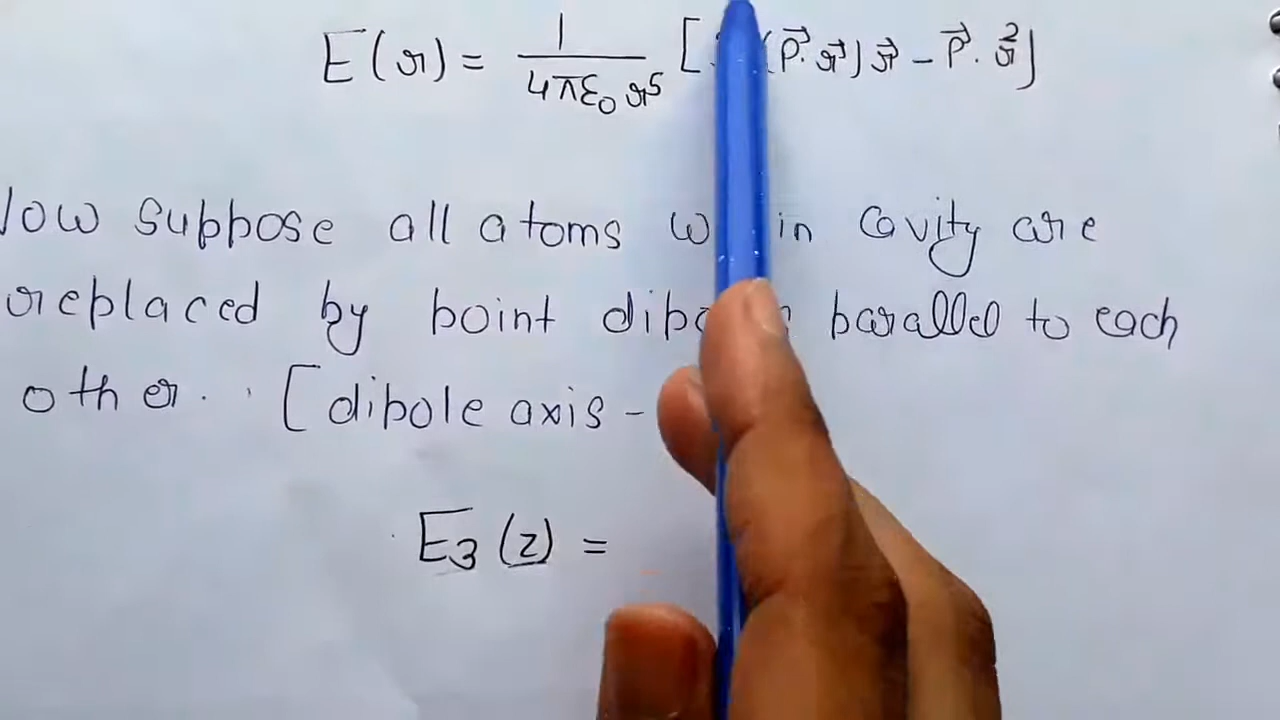 E(r) = 1 / 4πε₀r⁵ [ (p⃗·r⃗) r⃗ − p⃗·r²]
Now suppose all atoms in cavity are
replaced by point parallel to each
other. [dipole axis -
E₃(z) =